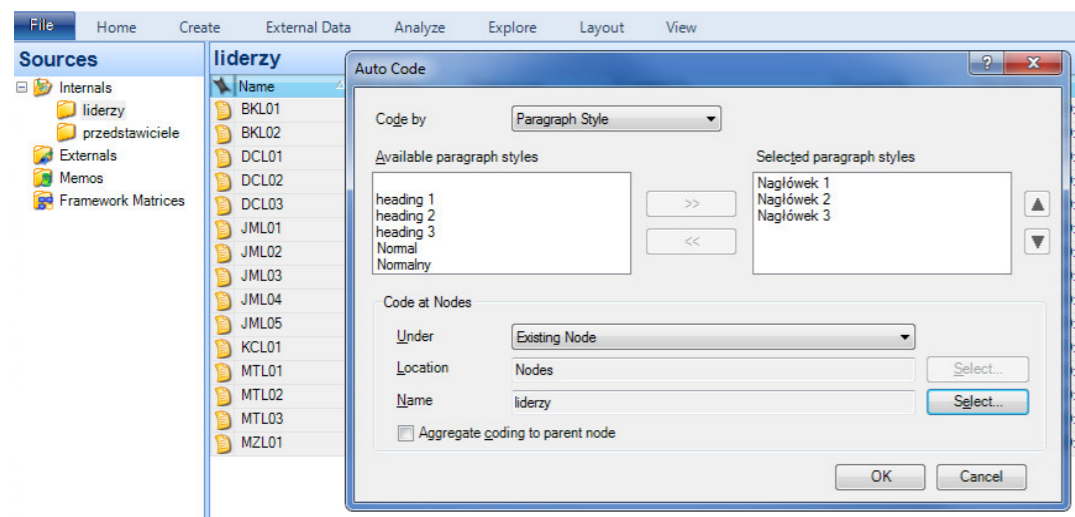 File Home Create External Data Analyze Explore Layout View
Sources
Internals
liderzy
przedstawiciele
Externals
Memos
Framework Matrices
liderzy
Name
BKL01
BKL02
DCL01
DCL02
DCL03
JML01
JML02
JML03
JML04
JML05
KCL01
MTL01
MTL02
MTL03
MZL01
Auto Code
Code by Paragraph Style
Available paragraph styles
heading 1
heading 2
heading 3
Normal
Normalny
>>
<<
Selected paragraph styles
Nagłówek 1
Nagłówek 2
Nagłówek 3
Code at Nodes
Under Existing Node
Location Nodes Select...
Name liderzy Select...
Aggregate coding to parent node
OK Cancel